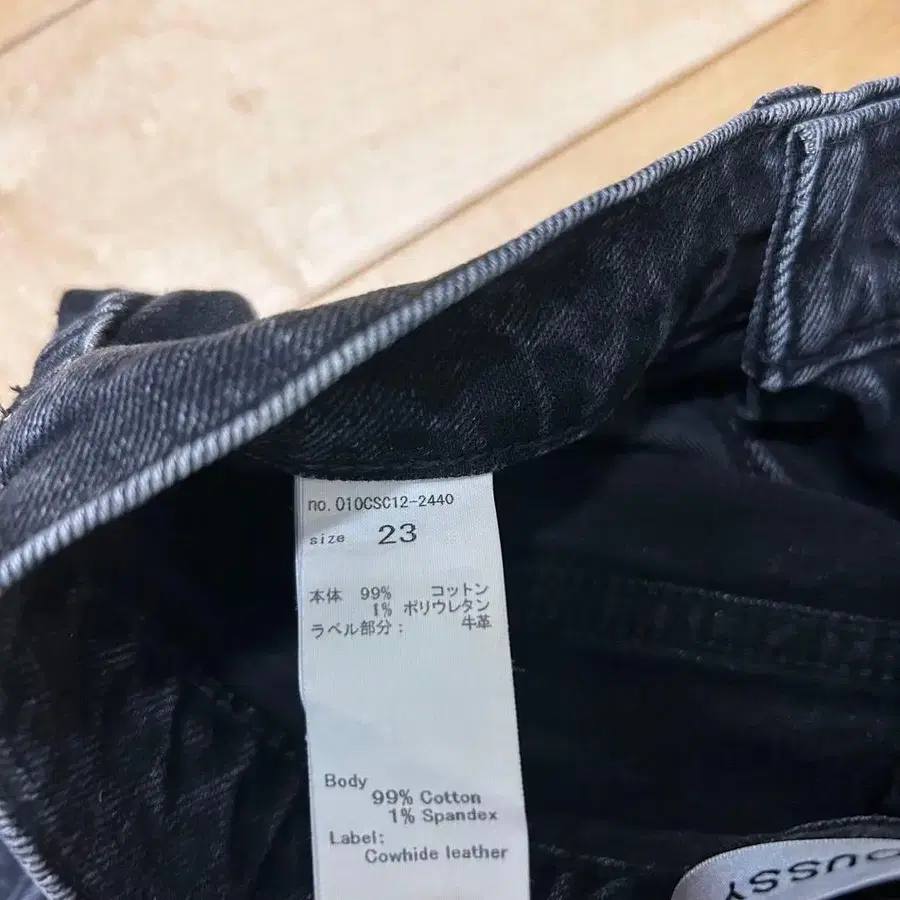 no. 010CSC12-2440
size 23
本体 99% コットン
1% ポリウレタン
ラベル部分: 牛革
Body
99% Cotton
1% Spandex
Label:
Cowhide leather
OUSSY